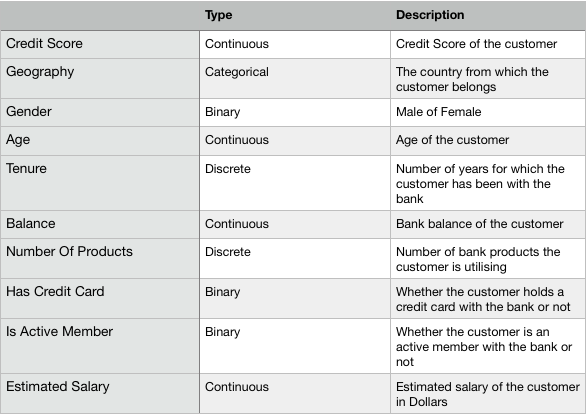 Type Description
Credit Score Continuous Credit Score of the customer
Geography Categorical The country from which the
customer belongs
Gender Binary Male of Female
Age Continuous Age of the customer
Tenure Discrete Number of years for which the
customer has been with the
bank
Balance Continuous Bank balance of the customer
Number Of Products Discrete Number of bank products the
customer is utilising
Has Credit Card Binary Whether the customer holds a
credit card with the bank or not
Is Active Member Binary Whether the customer is an
active member with the bank or
not
Estimated Salary Continuous Estimated salary of the customer
in Dollars